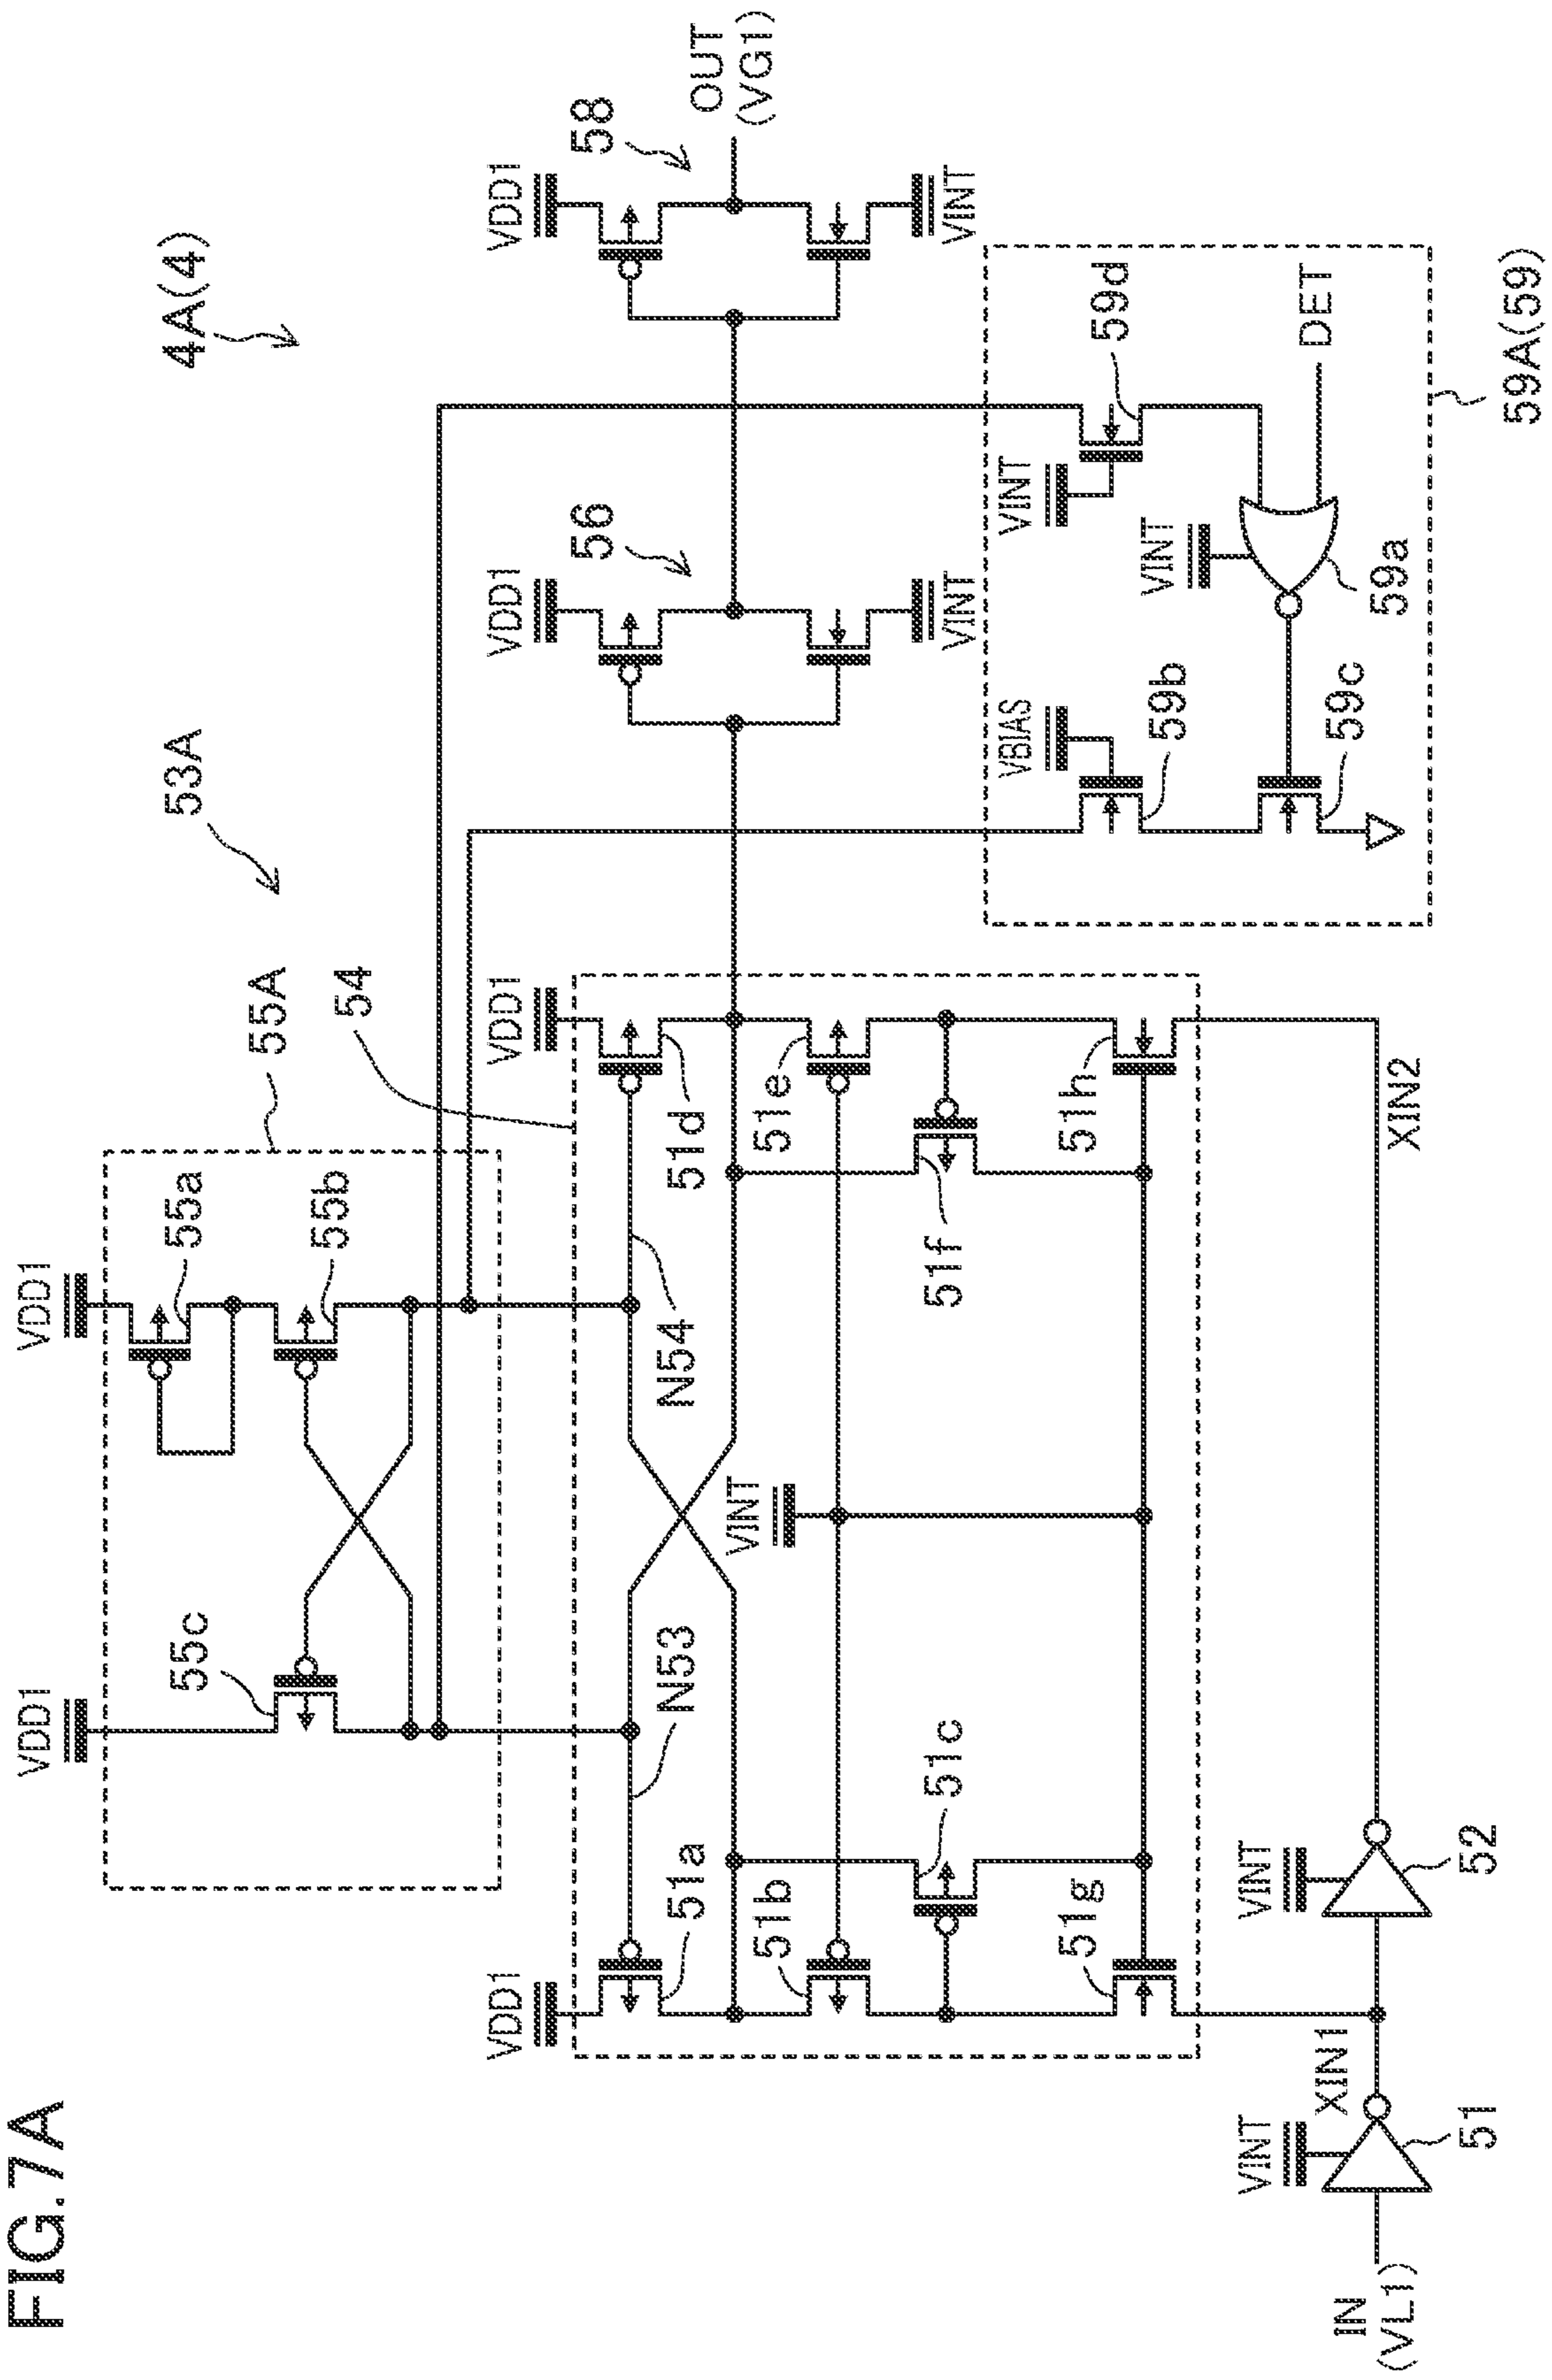 FIG. 7A
4A(4)
53A
VDD1
VDD1
55A
55c
55a
55b
54
VDD1
VDD1
VDD1
VDD1
56
58
N53
N54
51a
51d
OUT
(VG1)
VINT
51b
51e
51c
51f
VINT
VINT
51g
51h
VBIAS
VINT
59b
59d
VINT
59c
59a
DET
59A(59)
VINT
VINT
XIN1
XIN2
IN
(VL1)
51
52